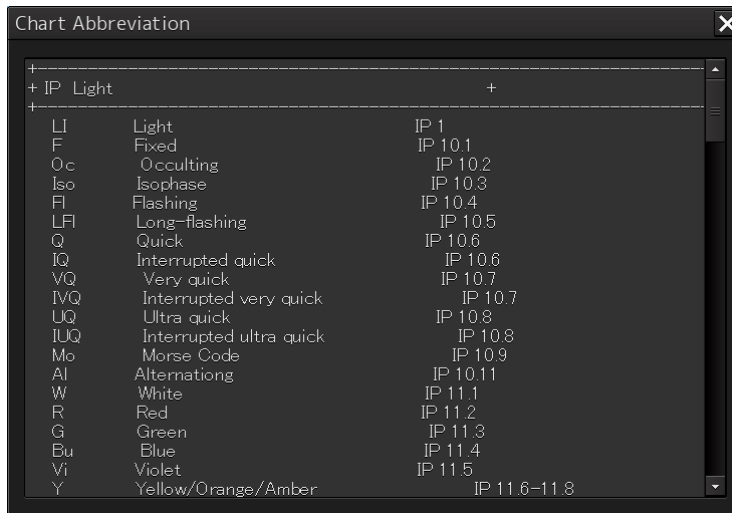 Chart Abbreviation
+------------------------------------------------------------
+ IP Light +
+------------------------------------------------------------
LI Light IP 1
F Fixed IP 10.1
Oc Occulting IP 10.2
Iso Isophase IP 10.3
Fl Flashing IP 10.4
LFl Long-flashing IP 10.5
Q Quick IP 10.6
IQ Interrupted quick IP 10.6
VQ Very quick IP 10.7
IVQ Interrupted very quick IP 10.7
UQ Ultra quick IP 10.8
IUQ Interrupted ultra quick IP 10.8
Mo Morse Code IP 10.9
Al Alternationg IP 10.11
W White IP 11.1
R Red IP 11.2
G Green IP 11.3
Bu Blue IP 11.4
Vi Violet IP 11.5
Y Yellow/Orange/Amber IP 11.6-11.8